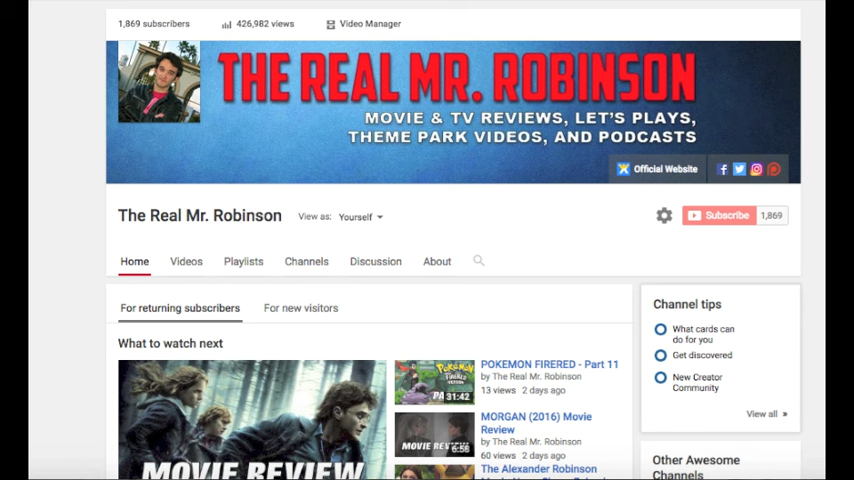 1,869 subscribers
426,982 views
Video Manager
THE REAL MR. ROBINSON
MOVIE & TV REVIEWS, LET'S PLAYS,
THEME PARK VIDEOS, AND PODCASTS
Official Website
The Real Mr. Robinson
View as: Yourself
Subscribe 1,869
Home Videos Playlists Channels Discussion About
For returning subscribers
For new visitors
What to watch next
MOVIE REVIEW
31:42
POKEMON FIRERED - Part 11
by The Real Mr. Robinson
13 views 2 days ago
MOVIE REVIEW
6:56
MORGAN (2016) Movie
Review
by The Real Mr. Robinson
60 views 2 days ago
The Alexander Robinson
Channel tips
What cards can
do for you
Get discovered
New Creator
Community
View all »
Other Awesome
Channels